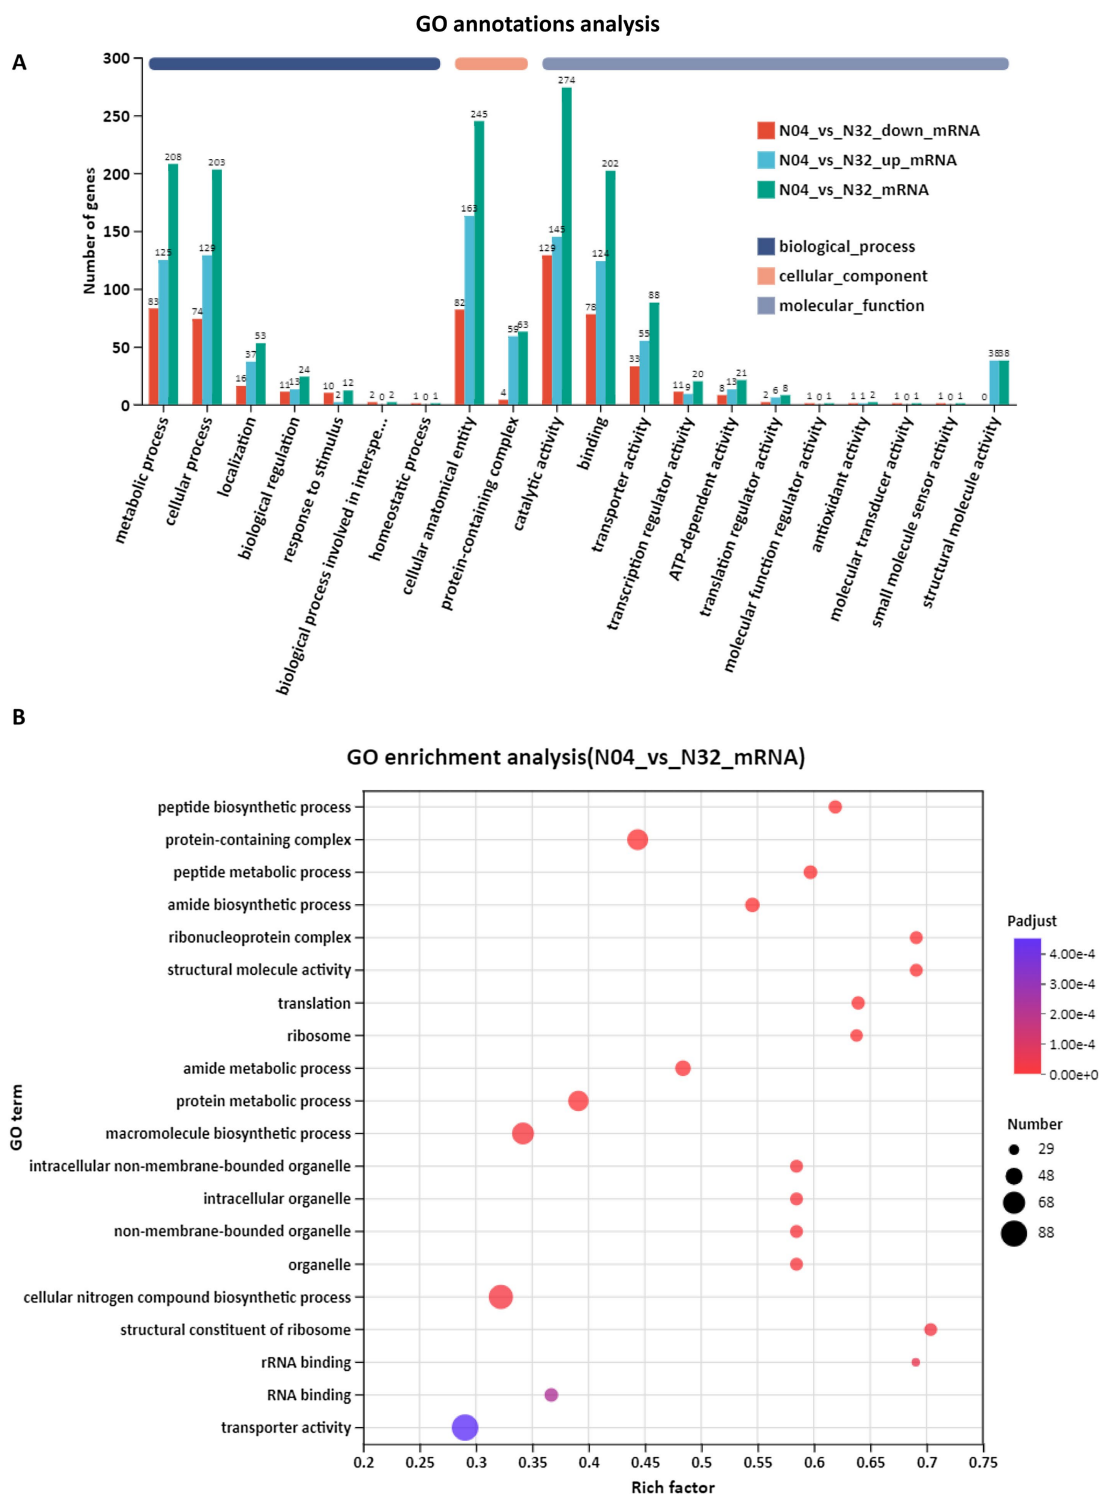 GO annotations analysis
A
300
250
200
150
100
50
0
Number of genes
83 125 208
74 129 203
16 37 53
11 13 24
10 2 12
2 0 2
1 0 1
82 163 245
4 59 63
129 145 274
78 124 202
33 55 88
11 9 20
8 13 21
2 6 8
1 0 1
1 1 2
1 0 1
1 0 1
0 38 38
N04_vs_N32_down_mRNA
N04_vs_N32_up_mRNA
N04_vs_N32_mRNA
biological_process
cellular_component
molecular_function
metabolic process
cellular process
localization
biological regulation
response to stimulus
biological process involved in interspe...
homeostatic process
cellular anatomical entity
protein-containing complex
catalytic activity
binding
transporter activity
transcription regulator activity
ATP-dependent activity
translation regulator activity
molecular function regulator activity
antioxidant activity
molecular transducer activity
small molecule sensor activity
structural molecule activity
B
GO enrichment analysis(N04_vs_N32_mRNA)
GO term
peptide biosynthetic process
protein-containing complex
peptide metabolic process
amide biosynthetic process
ribonucleoprotein complex
structural molecule activity
translation
ribosome
amide metabolic process
protein metabolic process
macromolecule biosynthetic process
intracellular non-membrane-bounded organelle
intracellular organelle
non-membrane-bounded organelle
organelle
cellular nitrogen compound biosynthetic process
structural constituent of ribosome
rRNA binding
RNA binding
transporter activity
0.2 0.25 0.3 0.35 0.4 0.45 0.5 0.55 0.6 0.65 0.7 0.75
Rich factor
Padjust
4.00e-4
3.00e-4
2.00e-4
1.00e-4
0.00e+0
Number
29
48
68
88